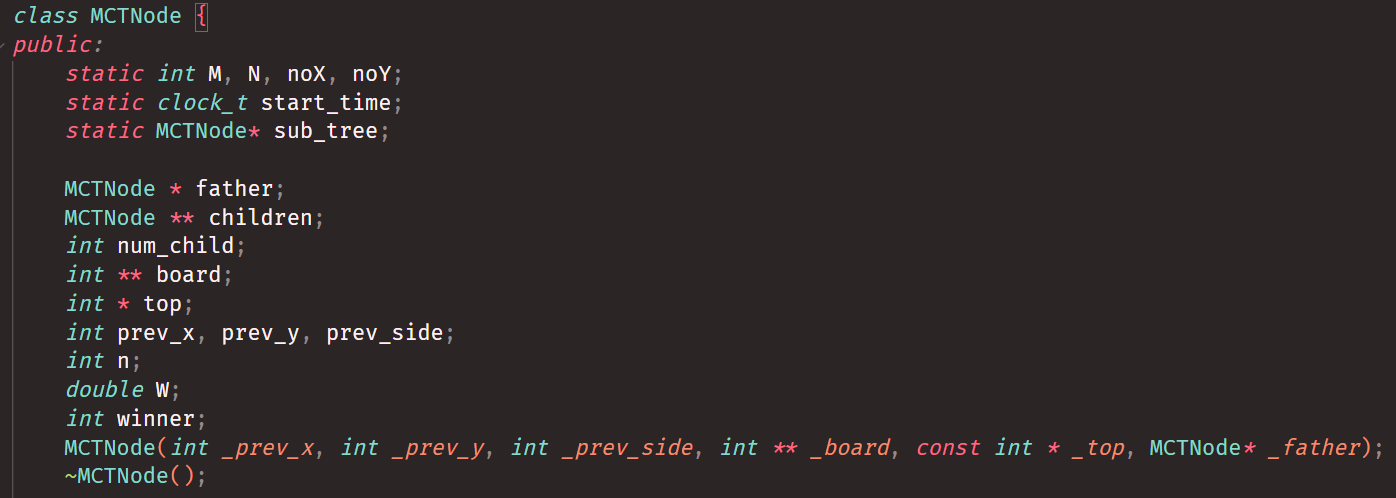 class MCTNode {
public:
    static int M, N, noX, noY;
    static clock_t start_time;
    static MCTNode* sub_tree;

    MCTNode * father;
    MCTNode ** children;
    int num_child;
    int ** board;
    int * top;
    int prev_x, prev_y, prev_side;
    int n;
    double W;
    int winner;
    MCTNode(int _prev_x, int _prev_y, int _prev_side, int ** _board, const int * _top, MCTNode* _father);
    ~MCTNode();